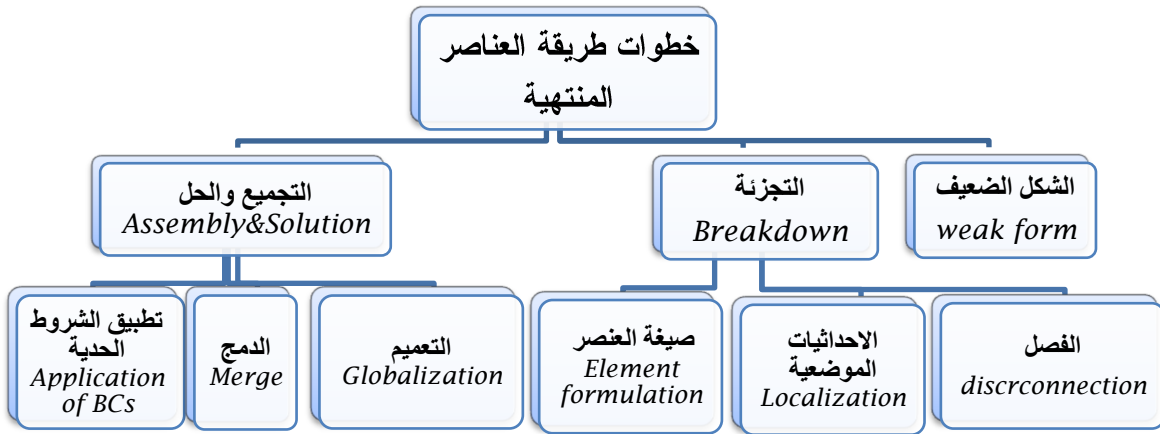 خطوات طريقة العناصر
المنتهية
الشكل الضعيف
weak form
التجزئة
Breakdown
التجميع والحل
Assembly&Solution
الفصل
discrconnection
الاحداثيات
الموضعية
Localization
صيغة العنصر
Element
formulation
التعميم
Globalization
الدمج
Merge
تطبيق الشروط
الحدية
Application
of BCs